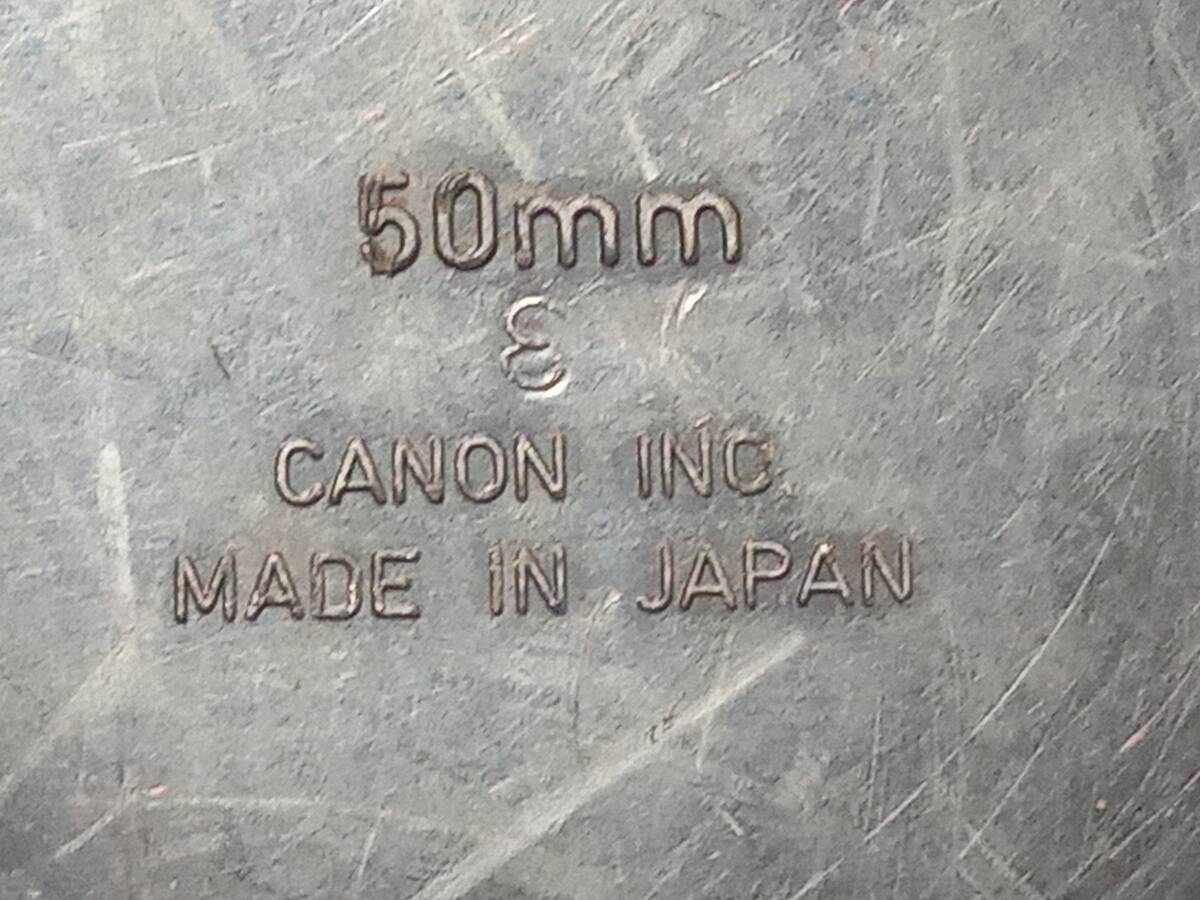 50mm
ε
CANON INC.
MADE IN JAPAN